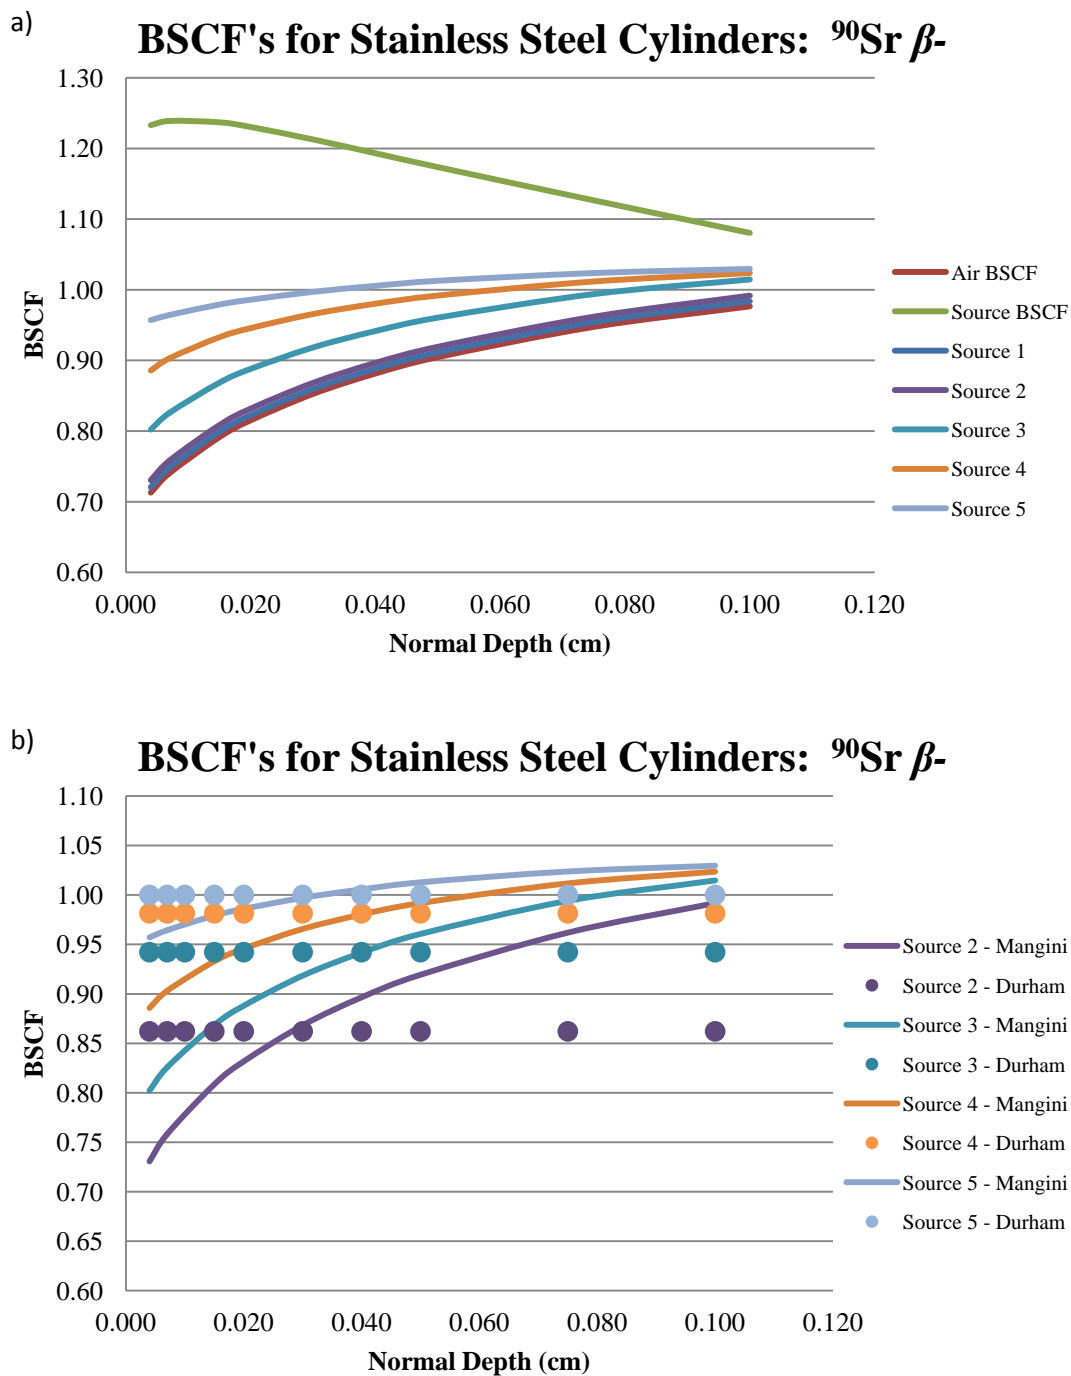 a)
BSCF's for Stainless Steel Cylinders: ⁹⁰Sr β-
1.30
1.20
1.10
1.00
0.90
0.80
0.70
0.60
BSCF
0.000 0.020 0.040 0.060 0.080 0.100 0.120
Normal Depth (cm)
Air BSCF
Source BSCF
Source 1
Source 2
Source 3
Source 4
Source 5
b)
BSCF's for Stainless Steel Cylinders: ⁹⁰Sr β-
1.10
1.05
1.00
0.95
0.90
0.85
0.80
0.75
0.70
0.65
0.60
BSCF
0.000 0.020 0.040 0.060 0.080 0.100 0.120
Normal Depth (cm)
Source 2 - Mangini
Source 2 - Durham
Source 3 - Mangini
Source 3 - Durham
Source 4 - Mangini
Source 4 - Durham
Source 5 - Mangini
Source 5 - Durham